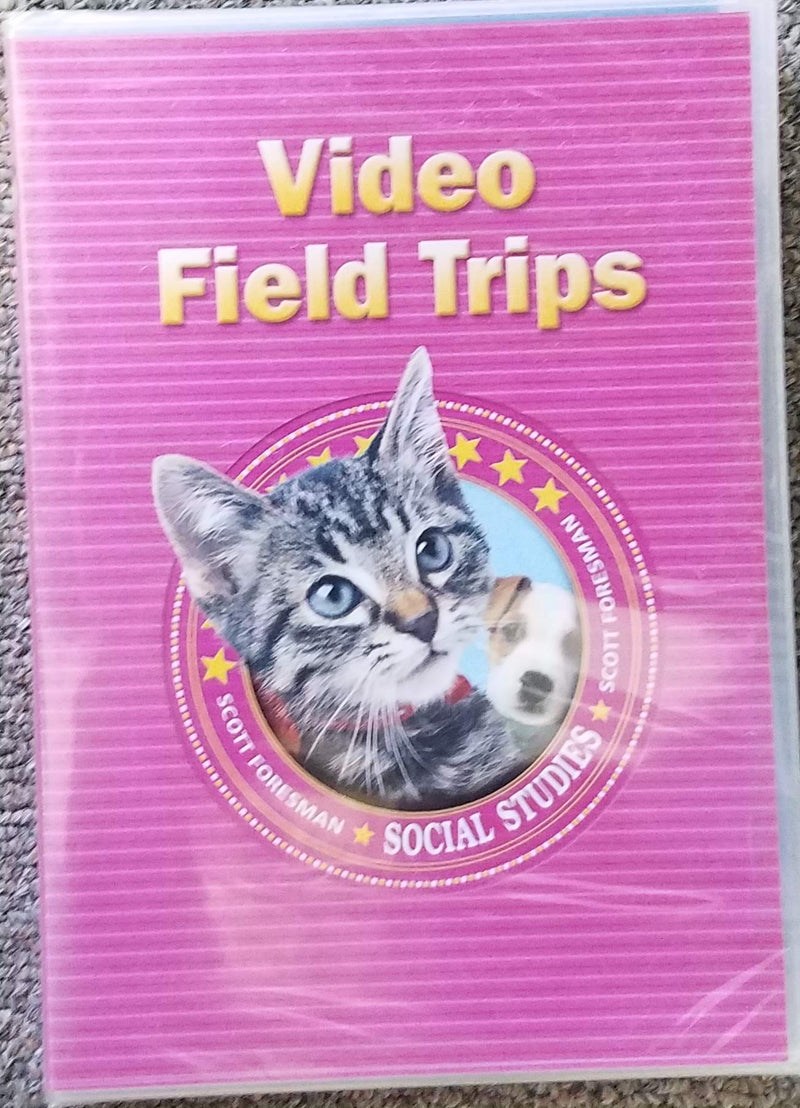 Video
Field Trips
SCOTT FORESMAN
SOCIAL STUDIES
SCOTT FORESMAN